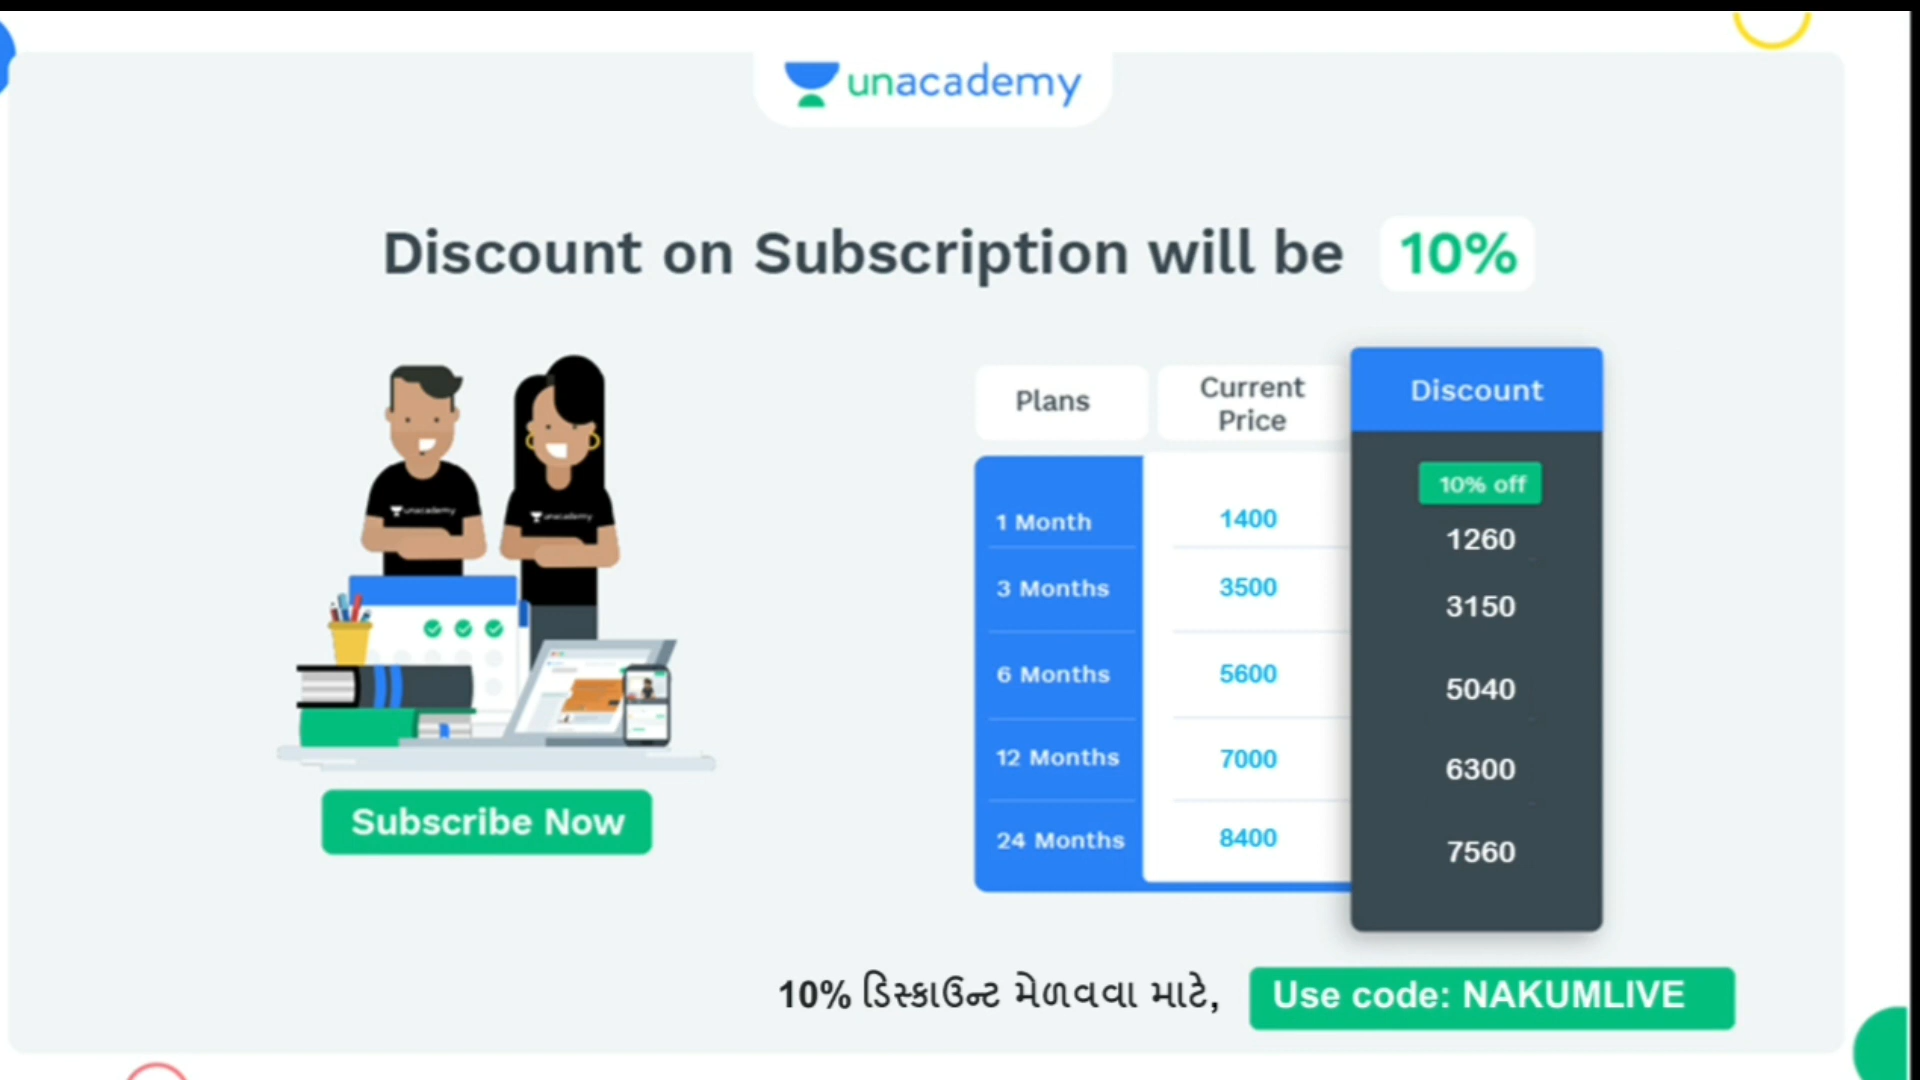 unacademy
Discount on Subscription will be 10%
Plans
Current
Price
Discount
10% off
1 Month 1400 1260
3 Months 3500 3150
6 Months 5600 5040
12 Months 7000 6300
24 Months 8400 7560
unacademy
unacademy
Subscribe Now
10% ડિસ્કાઉન્ટ મેળવવા માટે, Use code: NAKUMLIVE